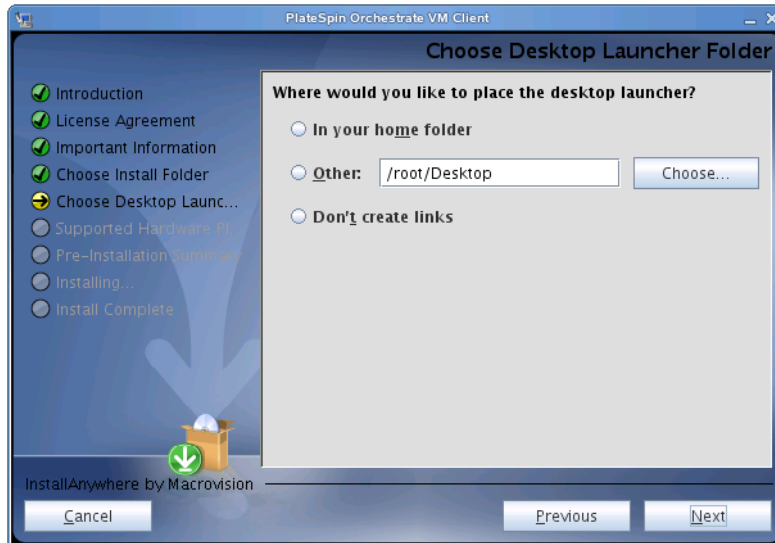 PlateSpin Orchestrate VM Client
Choose Desktop Launcher Folder
Introduction
License Agreement
Important Information
Choose Install Folder
Choose Desktop Launc...
Supported Hardware Pl...
Pre-Installation Summary
Installing...
Install Complete
Where would you like to place the desktop launcher?
In your home folder
Other: /root/Desktop Choose...
Don't create links
InstallAnywhere by Macrovision
Cancel Previous Next